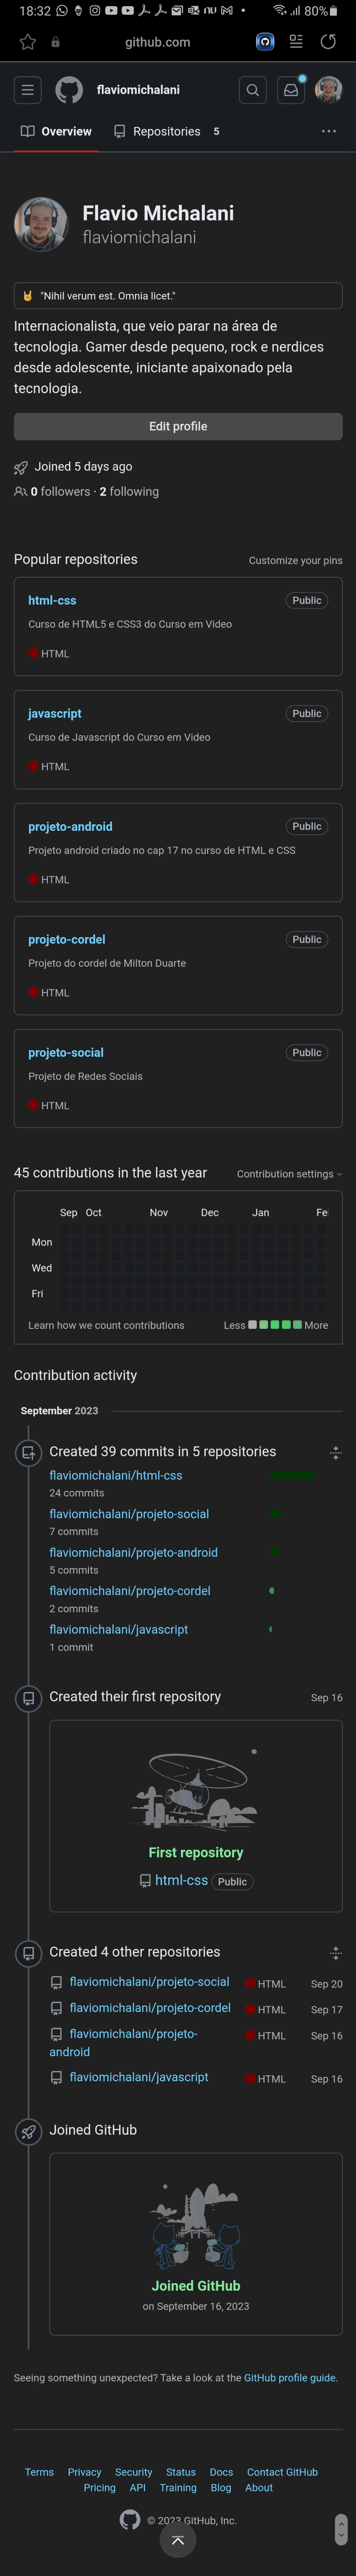 18:32
80%
github.com
flaviomichalani
Overview
Repositories 5
Flavio Michalani
flaviomichalani
"Nihil verum est. Omnia licet."
Internacionalista, que veio parar na área de
tecnologia. Gamer desde pequeno, rock e nerdices
desde adolescente, iniciante apaixonado pela
tecnologia.
Edit profile
Joined 5 days ago
0 followers · 2 following
Popular repositories
Customize your pins
html-css
Public
Curso de HTML5 e CSS3 do Curso em Video
HTML
javascript
Public
Curso de Javascript do Curso em Video
HTML
projeto-android
Public
Projeto android criado no cap 17 no curso de HTML e CSS
HTML
projeto-cordel
Public
Projeto do cordel de Milton Duarte
HTML
projeto-social
Public
Projeto de Redes Sociais
HTML
45 contributions in the last year
Contribution settings
Sep Oct Nov Dec Jan Fe
Mon
Wed
Fri
Learn how we count contributions
Less More
Contribution activity
September 2023
Created 39 commits in 5 repositories
flaviomichalani/html-css
24 commits
flaviomichalani/projeto-social
7 commits
flaviomichalani/projeto-android
5 commits
flaviomichalani/projeto-cordel
2 commits
flaviomichalani/javascript
1 commit
Created their first repository
Sep 16
First repository
html-css Public
Created 4 other repositories
flaviomichalani/projeto-social HTML Sep 20
flaviomichalani/projeto-cordel HTML Sep 17
flaviomichalani/projeto- HTML Sep 16
android
flaviomichalani/javascript HTML Sep 16
Joined GitHub
Joined GitHub
on September 16, 2023
Seeing something unexpected? Take a look at the GitHub profile guide.
Terms Privacy Security Status Docs Contact GitHub
Pricing API Training Blog About
© 2023 GitHub, Inc.